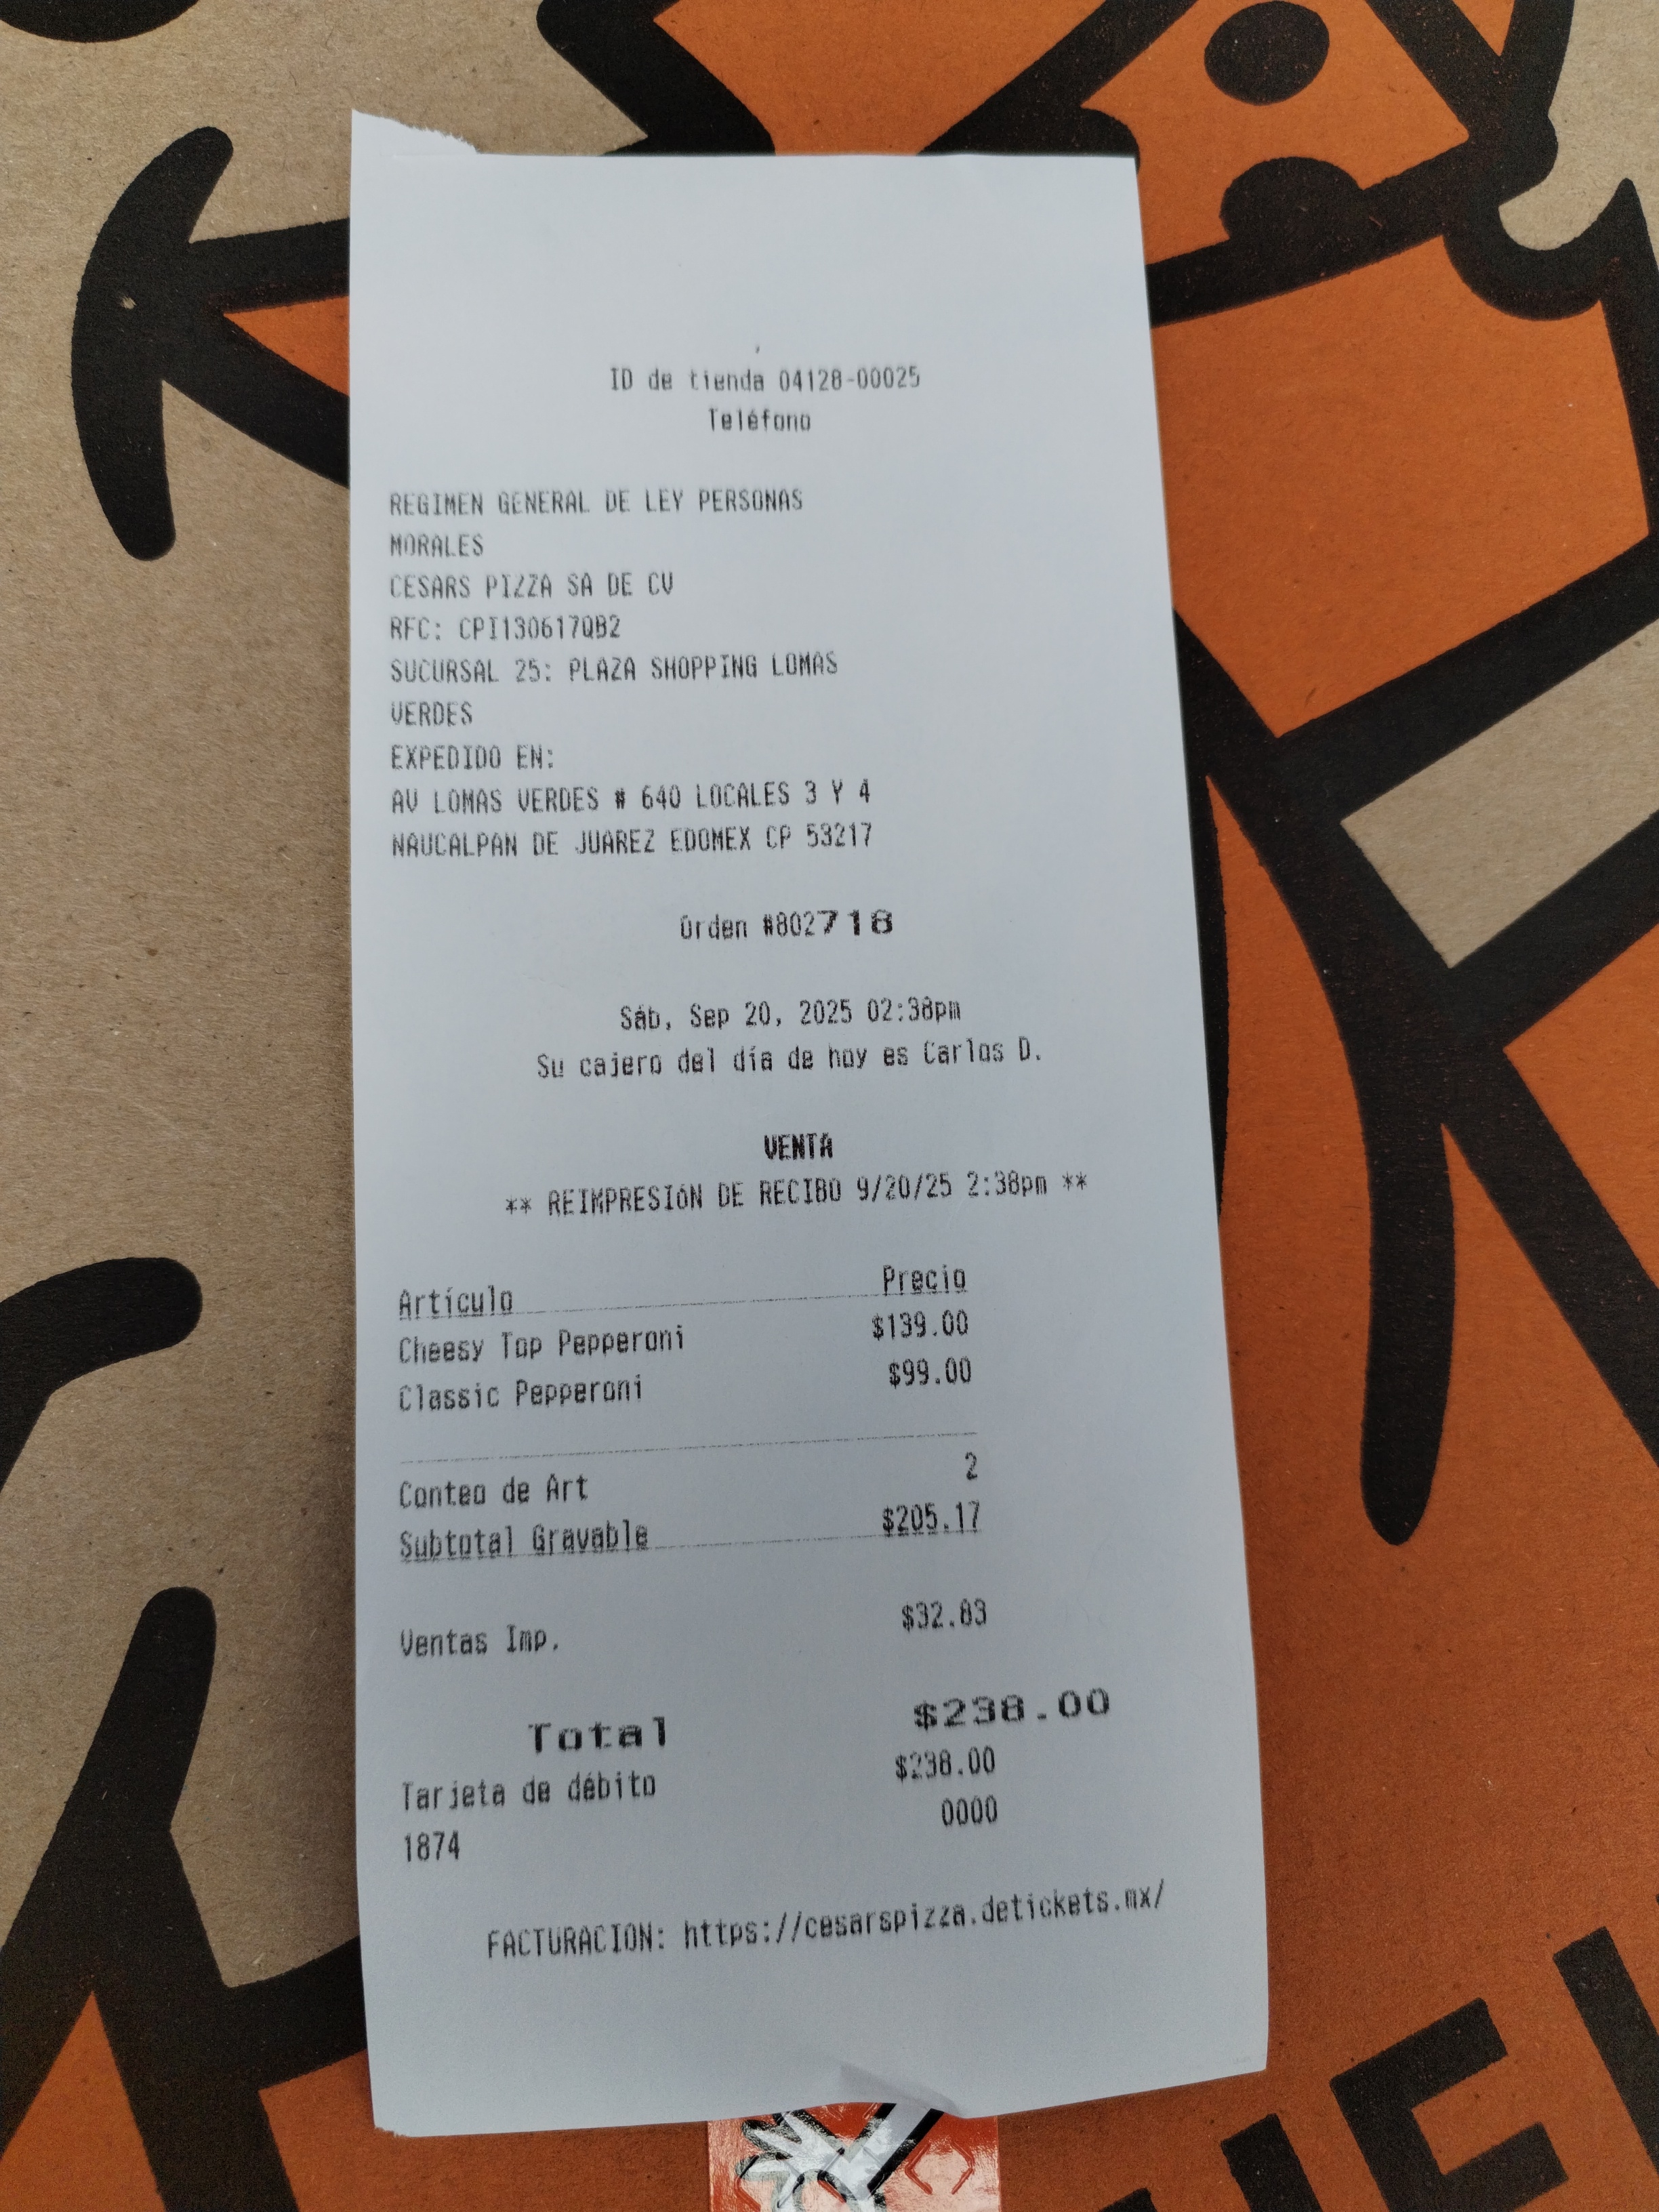 ID de tienda 04128-00025
Teléfono
REGIMEN GENERAL DE LEY PERSONAS
MORALES
CESARS PIZZA SA DE CV
RFC: CPI130617QB2
SUCURSAL 25: PLAZA SHOPPING LOMAS
VERDES
EXPEDIDO EN:
AV LOMAS VERDES # 640 LOCALES 3 Y 4
NAUCALPAN DE JUAREZ EDOMEX CP 53217
Orden #802718
Sáb, Sep 20, 2025 02:38pm
Su cajero del día de hoy es Carlos D.
VENTA
** REIMPRESIóN DE RECIBO 9/20/25 2:38pm **
Artículo Precio
Cheesy Top Pepperoni $139.00
Classic Pepperoni $99.00
Conteo de Art 2
Subtotal Gravable $205.17
Ventas Imp. $32.83
Total $238.00
Tarjeta de débito $238.00
1874 0000
FACTURACION: https://cesarspizza.detickets.mx/